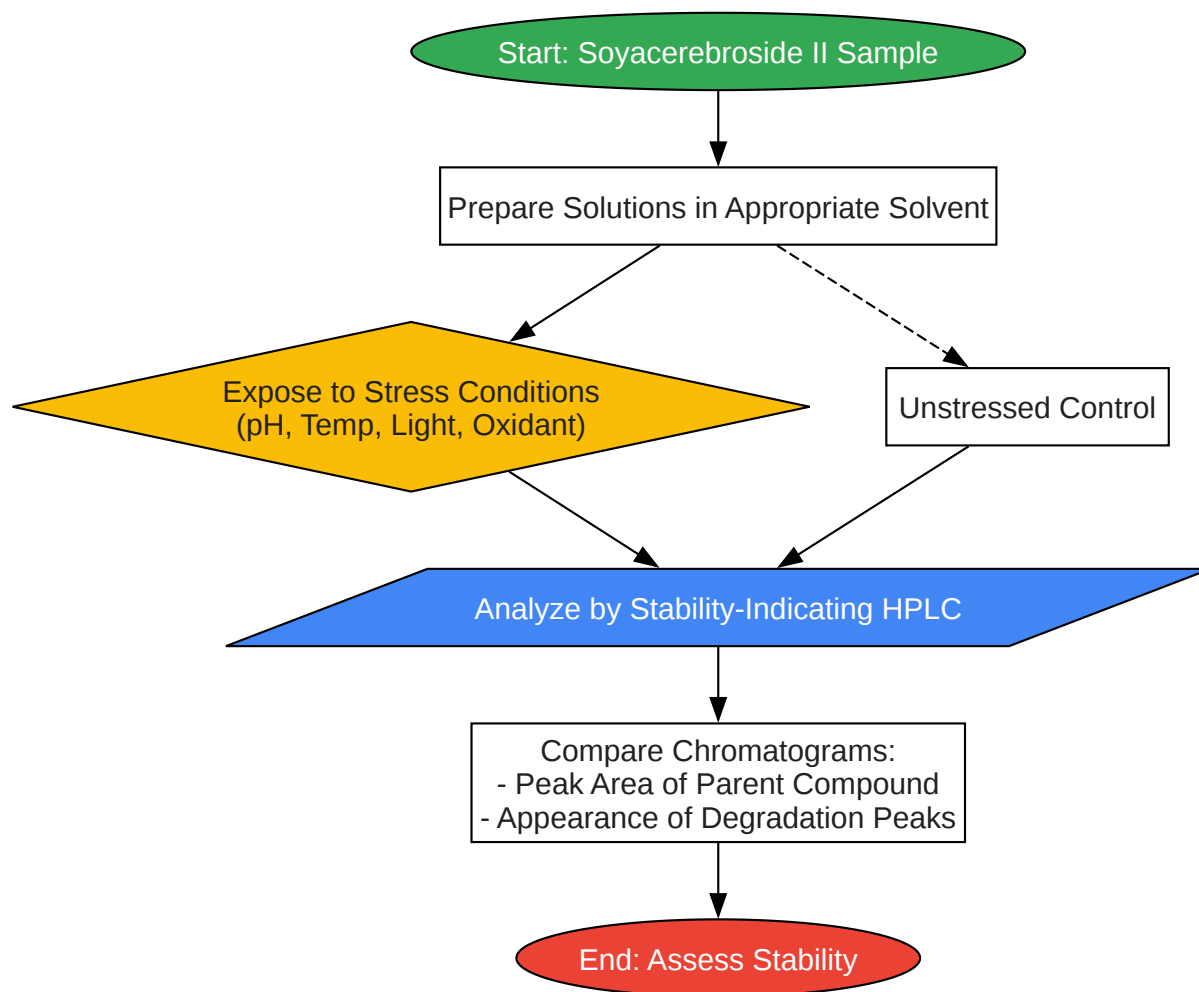 Start: Soyacerebroside II Sample
Prepare Solutions in Appropriate Solvent
Expose to Stress Conditions
(pH, Temp, Light, Oxidant)
Unstressed Control
Analyze by Stability-Indicating HPLC
Compare Chromatograms:
- Peak Area of Parent Compound
- Appearance of Degradation Peaks
End: Assess Stability